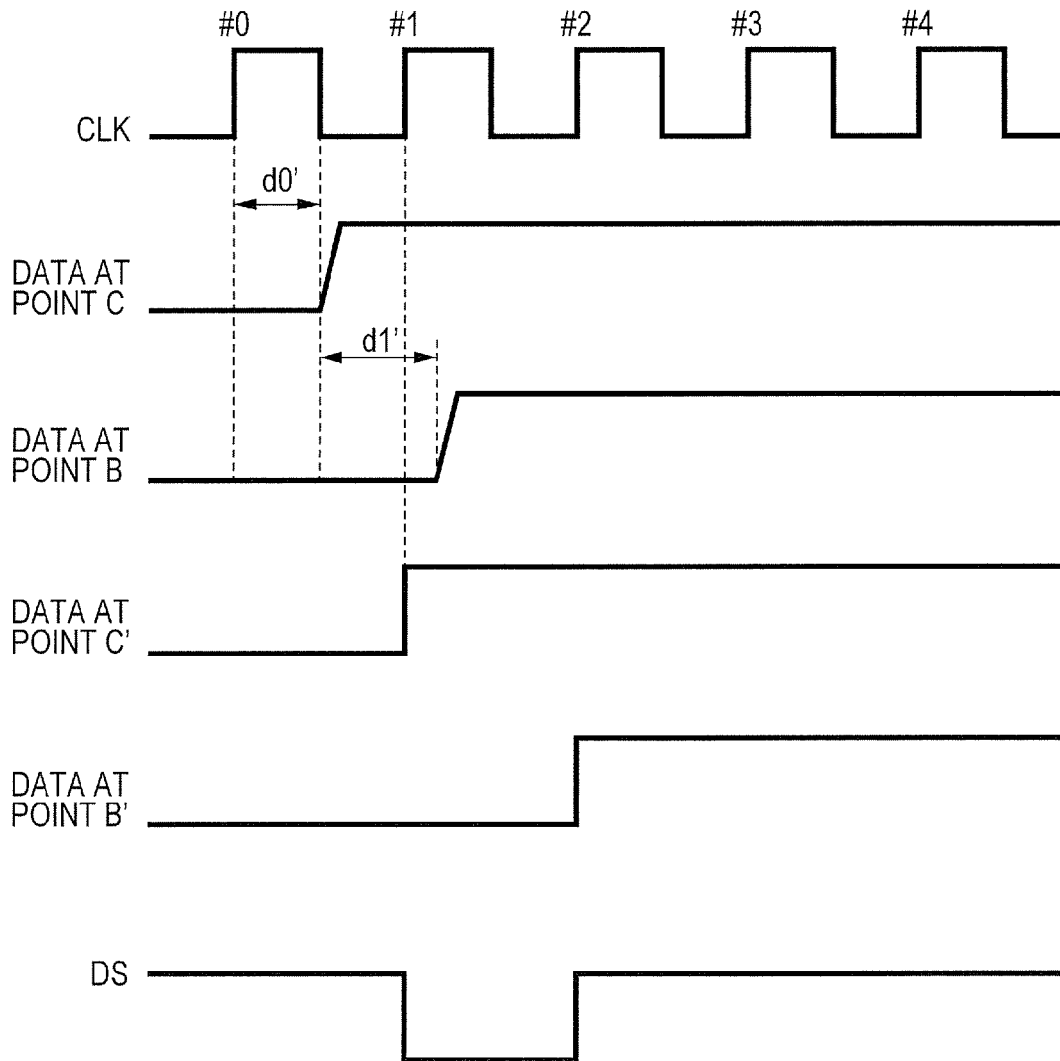 #0 #1 #2 #3 #4
CLK
d0'
DATA AT
POINT C
d1'
DATA AT
POINT B
DATA AT
POINT C'
DATA AT
POINT B'
DS